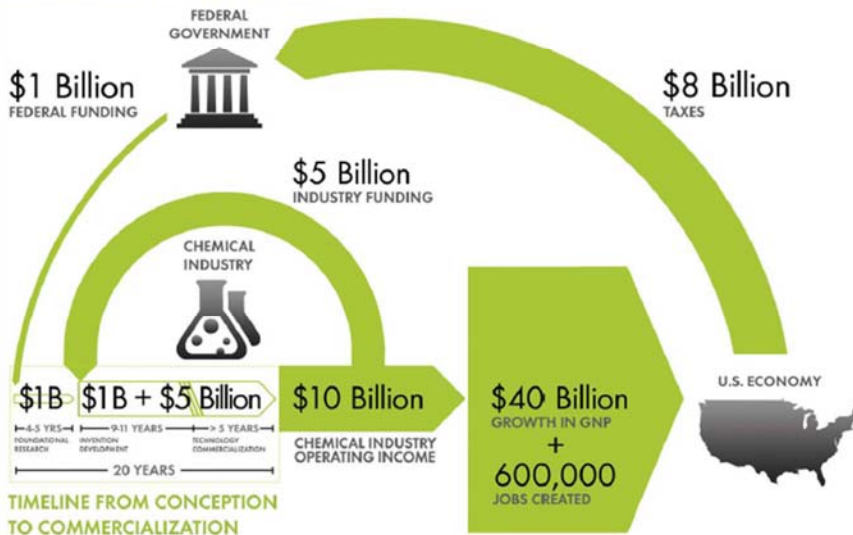 FEDERAL
GOVERNMENT
$1 Billion
FEDERAL FUNDING
$8 Billion
TAXES
$5 Billion
INDUSTRY FUNDING
CHEMICAL
INDUSTRY
$1B
$1B + $5 Billion
$10 Billion
CHEMICAL INDUSTRY
OPERATING INCOME
4-5 YRS
FOUNDATIONAL
RESEARCH
9-11 YEARS
INVENTION
DEVELOPMENT
> 5 YEARS
TECHNOLOGY
COMMERCIALIZATION
20 YEARS
TIMELINE FROM CONCEPTION
TO COMMERCIALIZATION
$40 Billion
GROWTH IN GNP
+
600,000
JOBS CREATED
U.S. ECONOMY